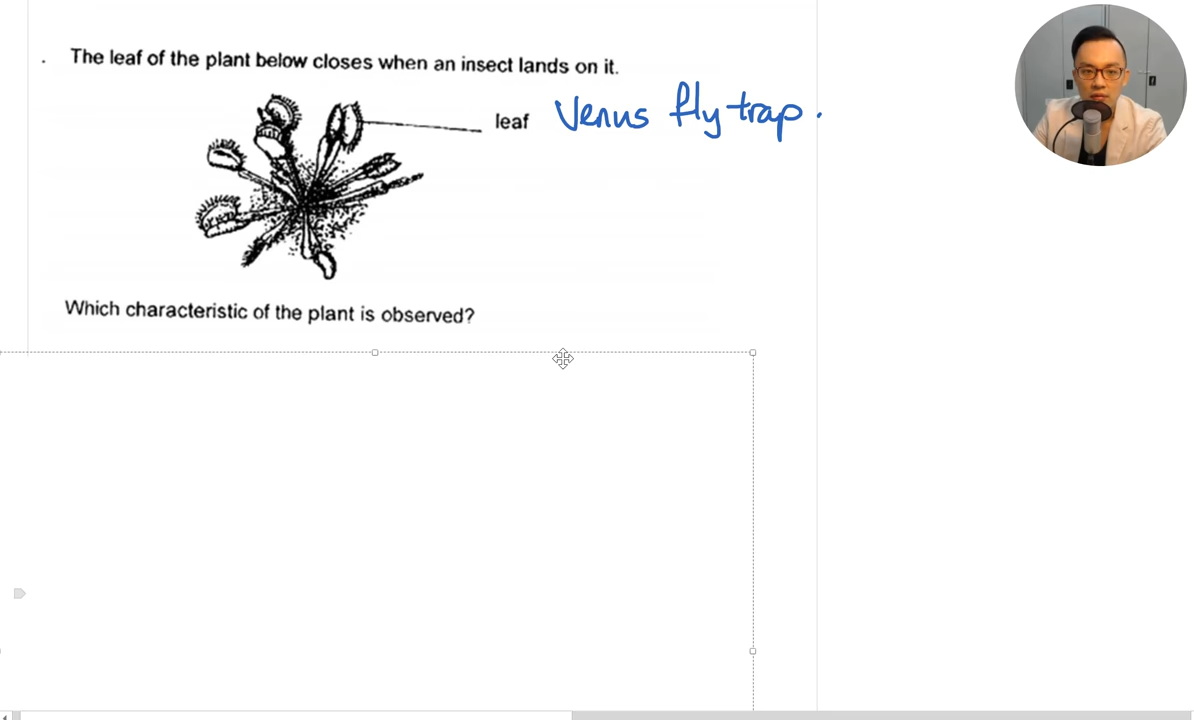 . The leaf of the plant below closes when an insect lands on it.
leaf Venus fly trap.
Which characteristic of the plant is observed?